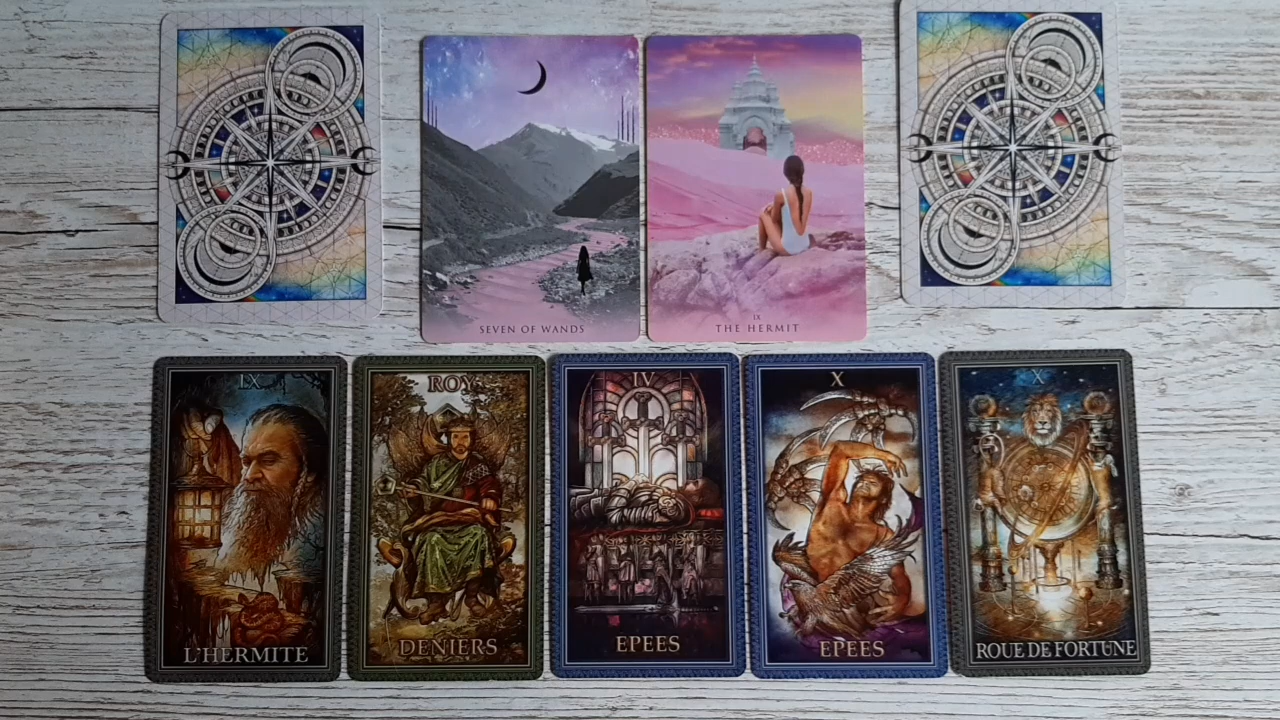 SEVEN OF WANDS
IX
THE HERMIT
IX
L'HERMITE
ROY
DENIERS
IV
EPEES
X
EPEES
X
ROUE DE FORTUNE